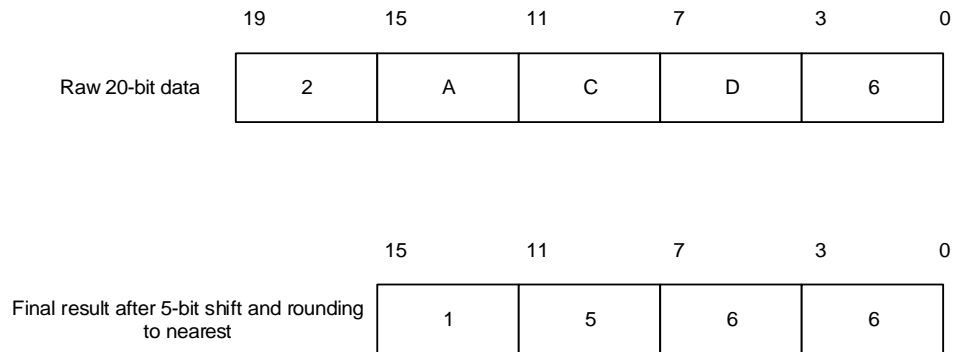 19 15 11 7 3 0
Raw 20-bit data 2 A C D 6
15 11 7 3 0
Final result after 5-bit shift and rounding
to nearest
1 5 6 6